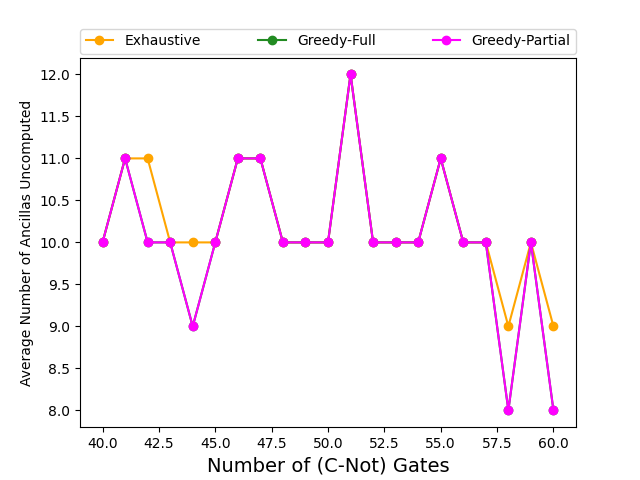 Exhaustive Greedy-Full Greedy-Partial
Average Number of Ancillas Uncomputed
12.0
11.5
11.0
10.5
10.0
9.5
9.0
8.5
8.0
40.0 42.5 45.0 47.5 50.0 52.5 55.0 57.5 60.0
Number of (C-Not) Gates